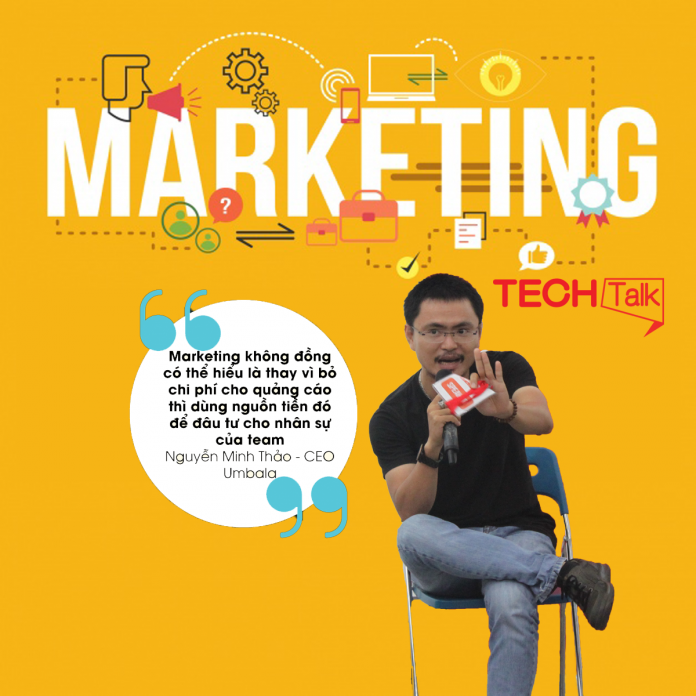 MARKETING
?
TECH Talk
Marketing không đồng
có thể hiểu là thay vì bỏ
chi phí cho quảng cáo
thì dùng nguồn tiền đó
để đầu tư cho nhân sự
của team
Nguyễn Minh Thảo - CEO
Umbala